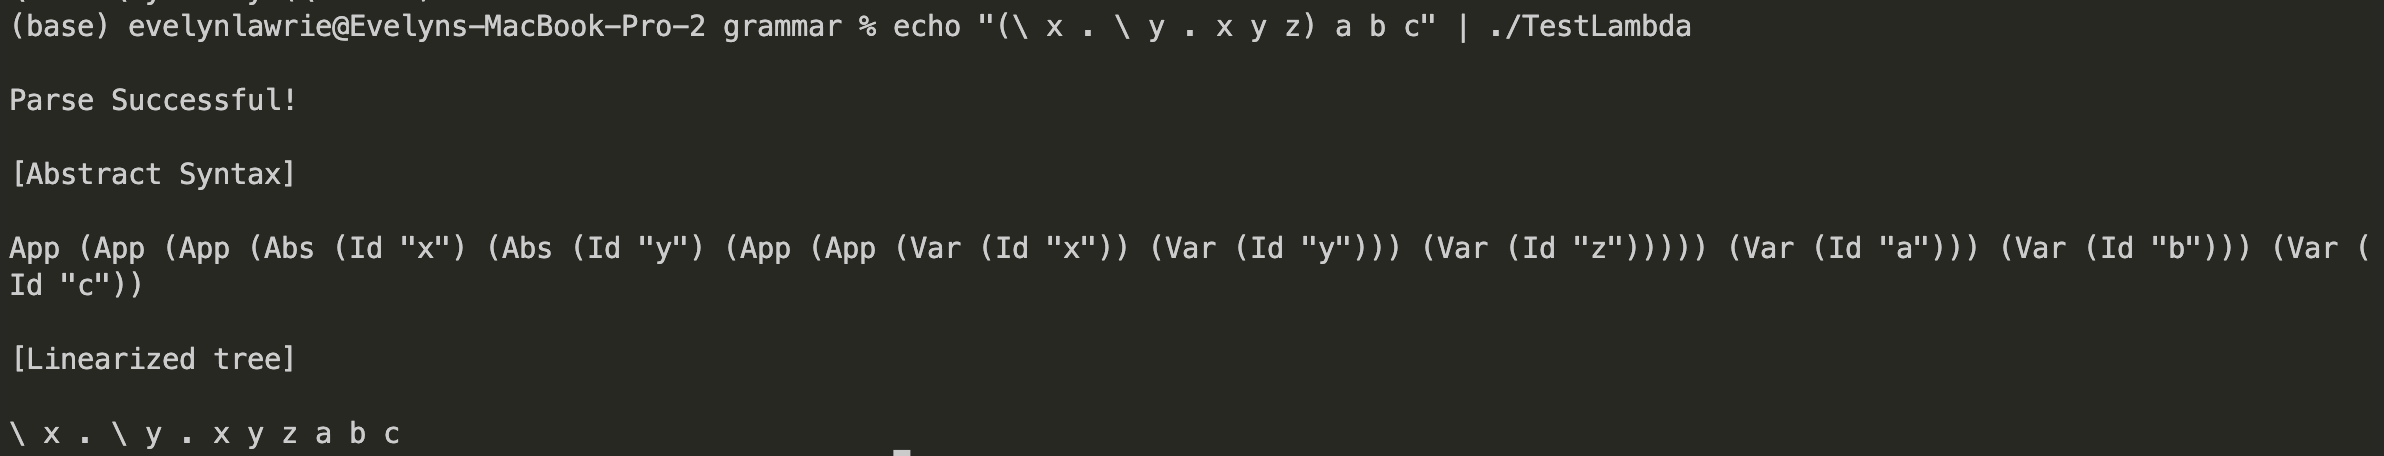 (base) evelynlawrie@Evelyns-MacBook-Pro-2 grammar % echo "(\ x . \ y . x y z) a b c" | ./TestLambda
Parse Successful!
[Abstract Syntax]
App (App (App (Abs (Id "x") (Abs (Id "y") (App (App (Var (Id "x")) (Var (Id "y"))) (Var (Id "z"))))) (Var (Id "a"))) (Var (Id "b"))) (Var (
Id "c"))
[Linearized tree]
\ x . \ y . x y z a b c